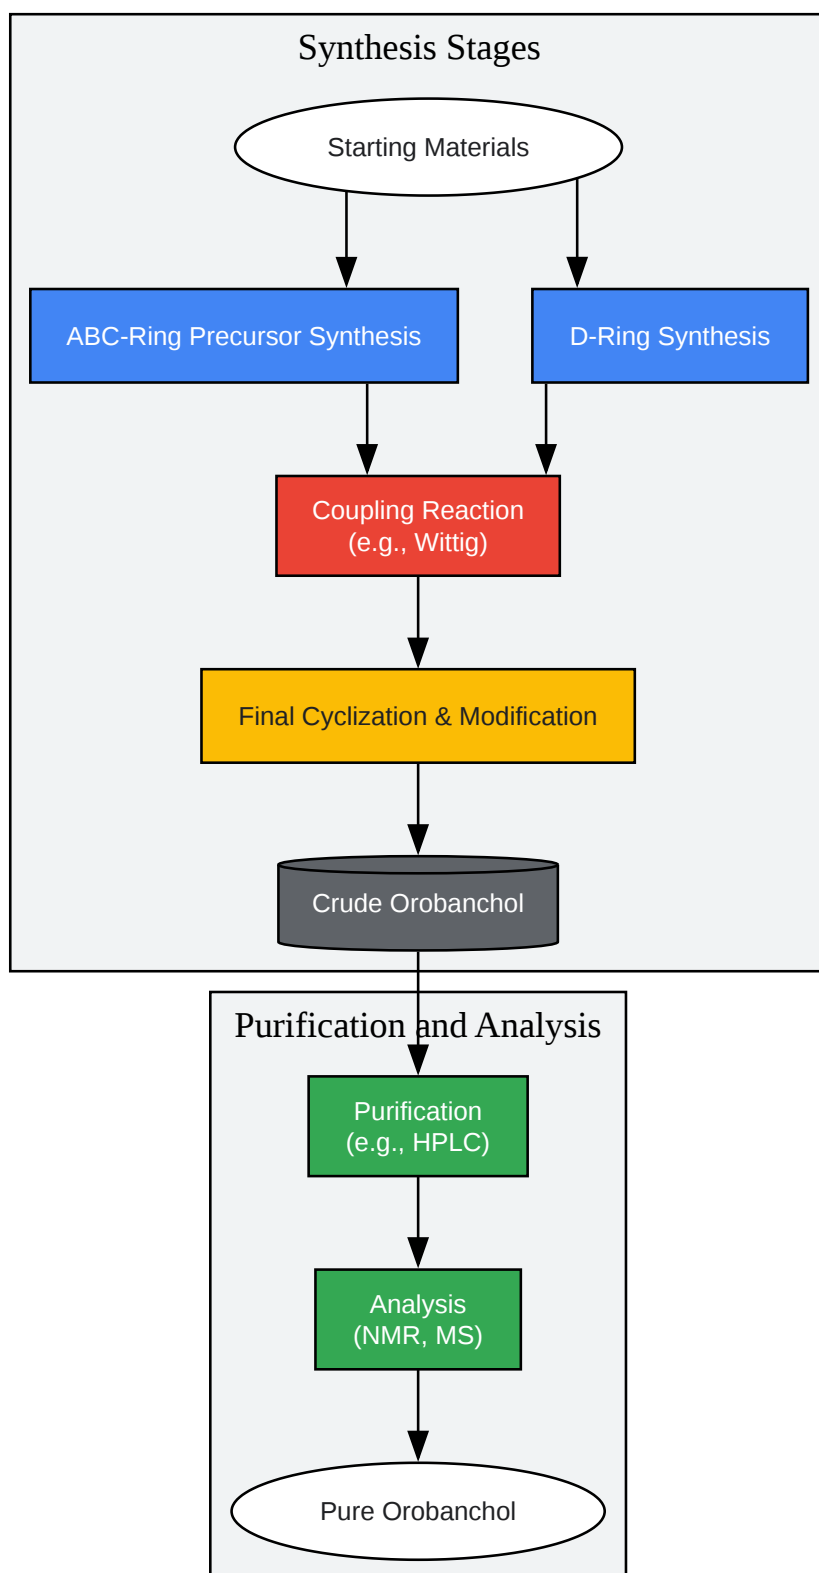 Synthesis Stages
Starting Materials
ABC-Ring Precursor Synthesis
D-Ring Synthesis
Coupling Reaction
(e.g., Wittig)
Final Cyclization & Modification
Crude Orobanchol
Purification and Analysis
Purification
(e.g., HPLC)
Analysis
(NMR, MS)
Pure Orobanchol